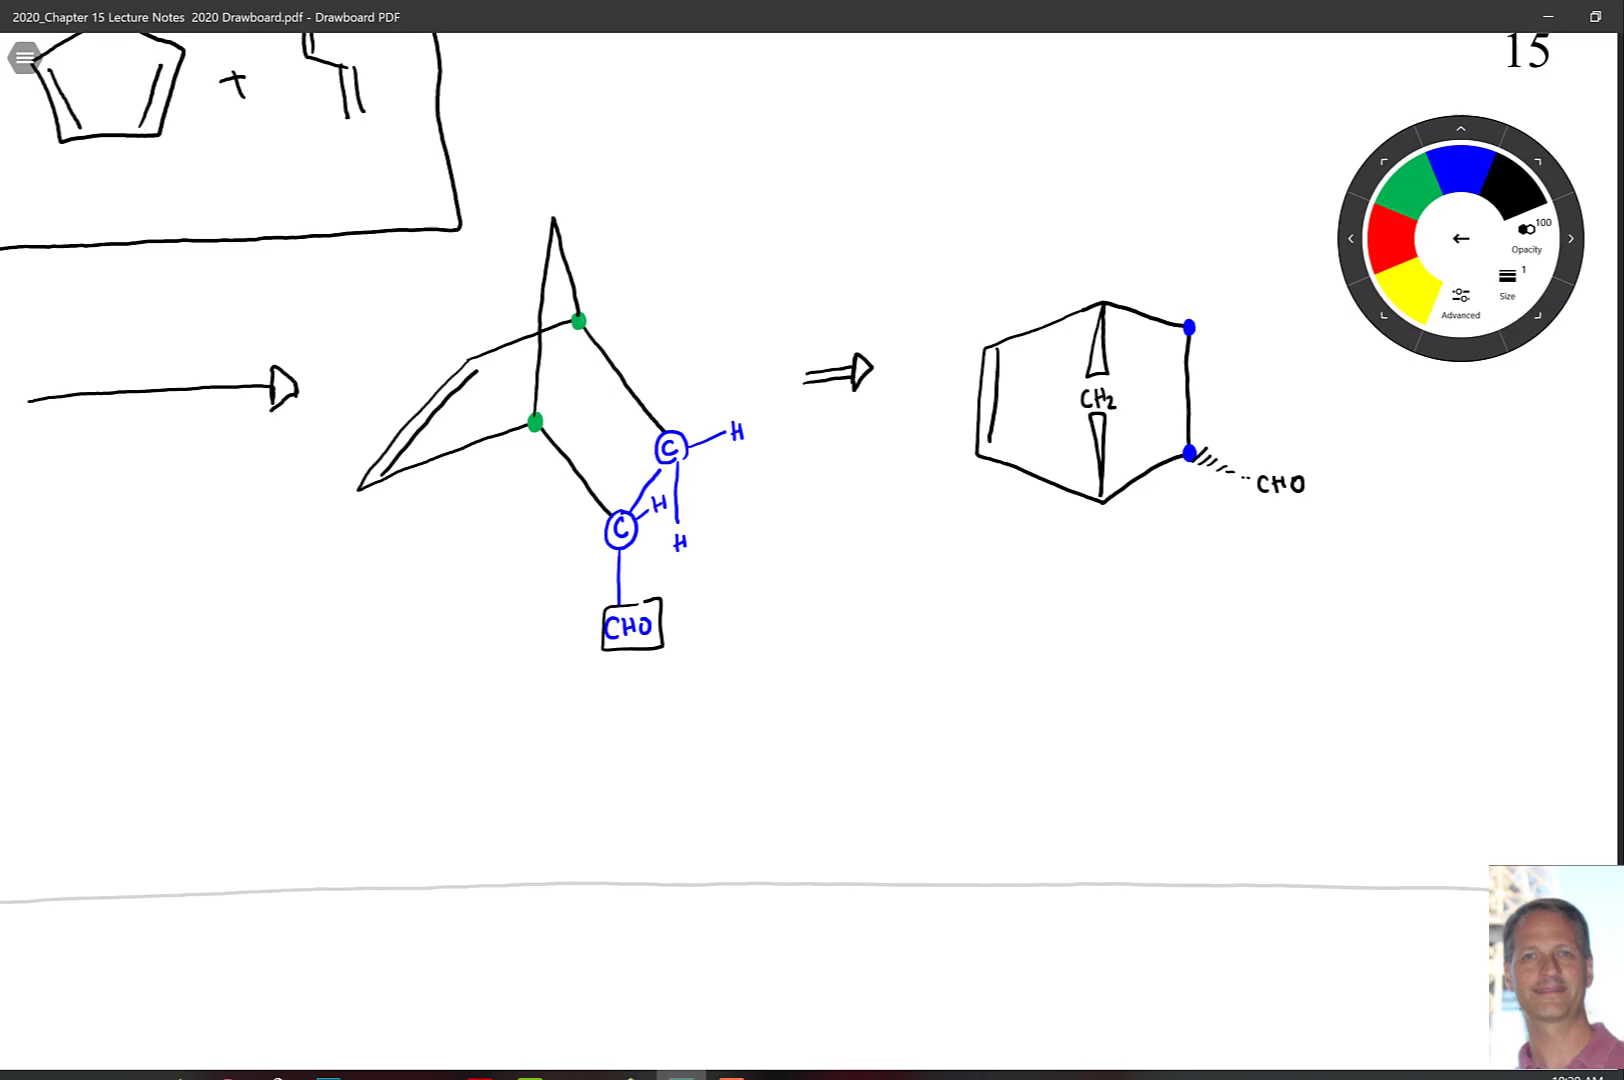 2020_Chapter 15 Lecture Notes 2020 Drawboard.pdf - Drawboard PDF
15
+
100
Opacity
1
Size
Advanced
CH2
C
H
H
C
H
CHO
CHO